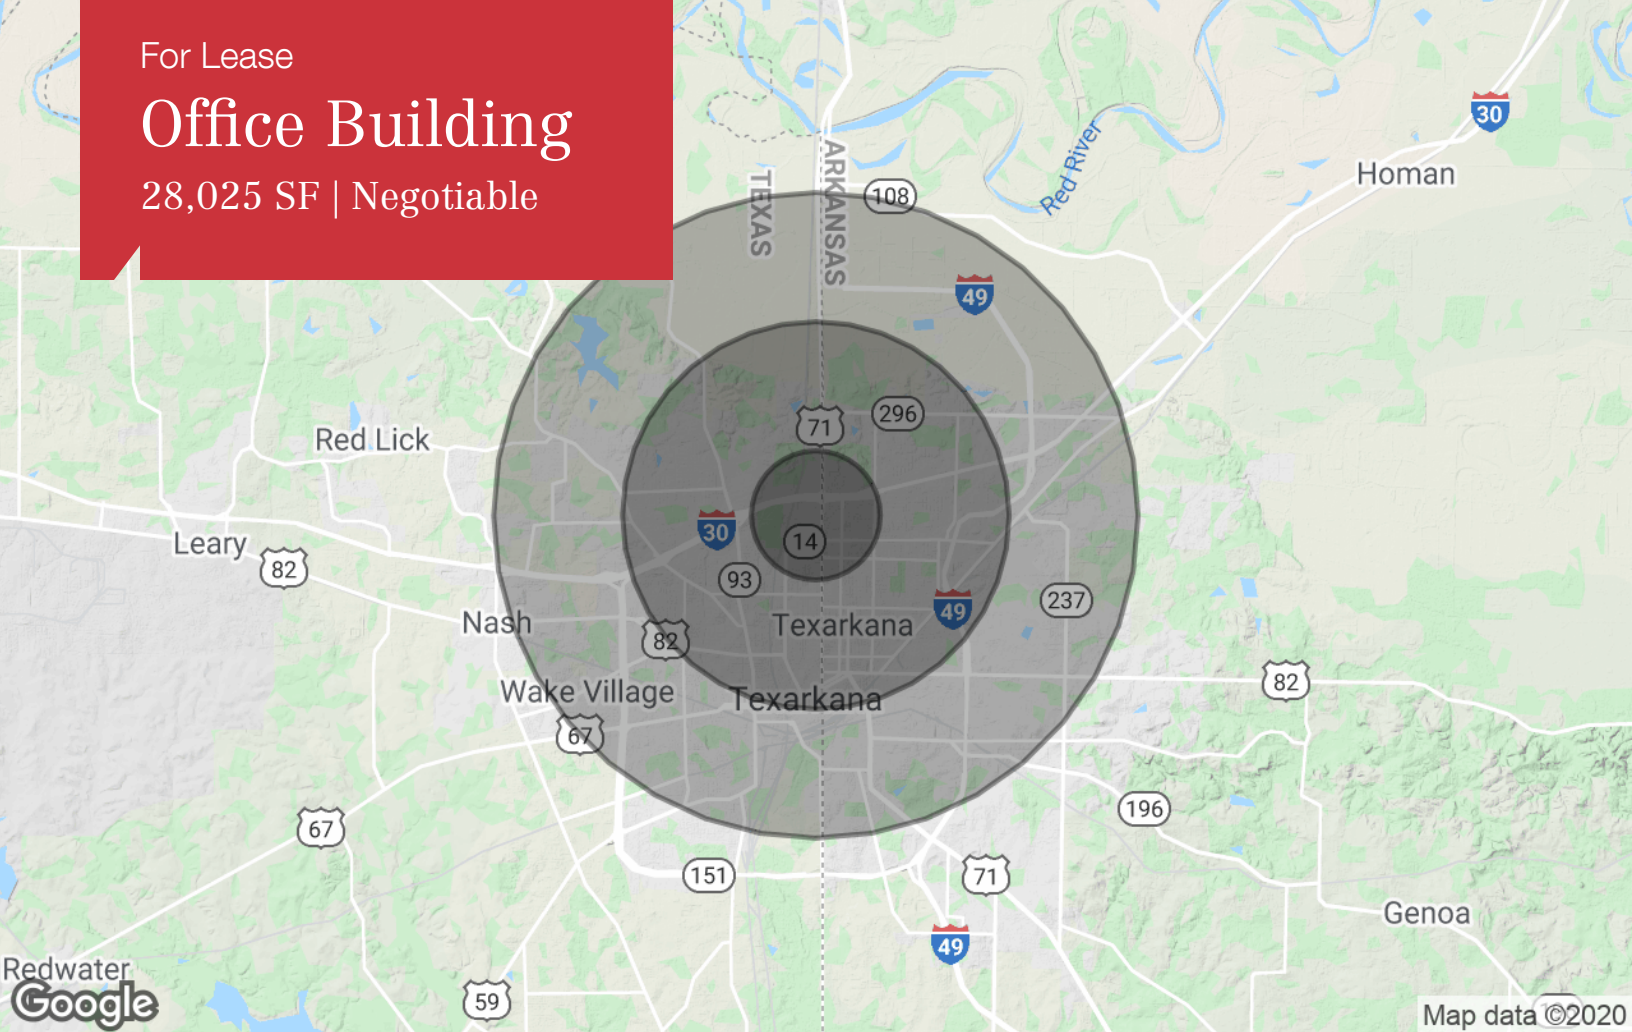 For Lease
Office Building
28,025 SF | Negotiable
30
Homan
Red River
TEXAS
ARKANSAS
108
49
296
71
Red Lick
30
14
Leary
82
93
49
237
Nash
82
Texarkana
82
Wake Village
Texarkana
67
196
67
151
71
Genoa
49
Redwater
59
Google
Map data ©2020